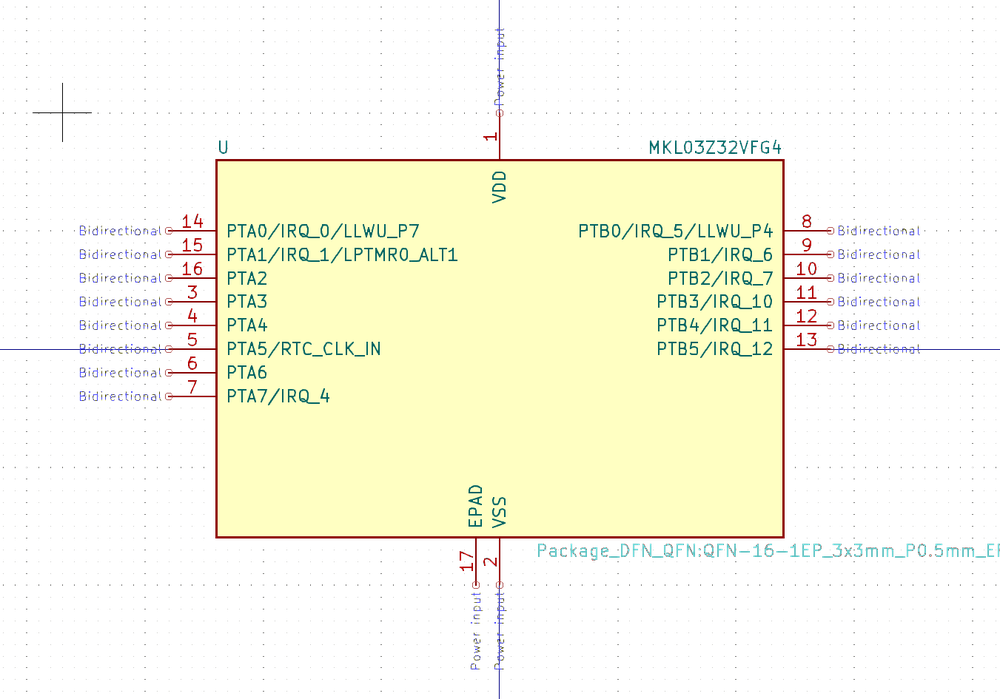 Power input
1
U
MKL03Z32VFG4
VDD
Bidirectional 14 PTA0/IRQ_0/LLWU_P7
Bidirectional 15 PTA1/IRQ_1/LPTMR0_ALT1
Bidirectional 16 PTA2
Bidirectional 3 PTA3
Bidirectional 4 PTA4
Bidirectional 5 PTA5/RTC_CLK_IN
Bidirectional 6 PTA6
Bidirectional 7 PTA7/IRQ_4
PTB0/IRQ_5/LLWU_P4 8 Bidirectional
PTB1/IRQ_6 9 Bidirectional
PTB2/IRQ_7 10 Bidirectional
PTB3/IRQ_10 11 Bidirectional
PTB4/IRQ_11 12 Bidirectional
PTB5/IRQ_12 13 Bidirectional
EPAD
VSS
17
2
Package_DFN_QFN:QFN-16-1EP_3x3mm_P0.5mm_EP
Power input
Power input